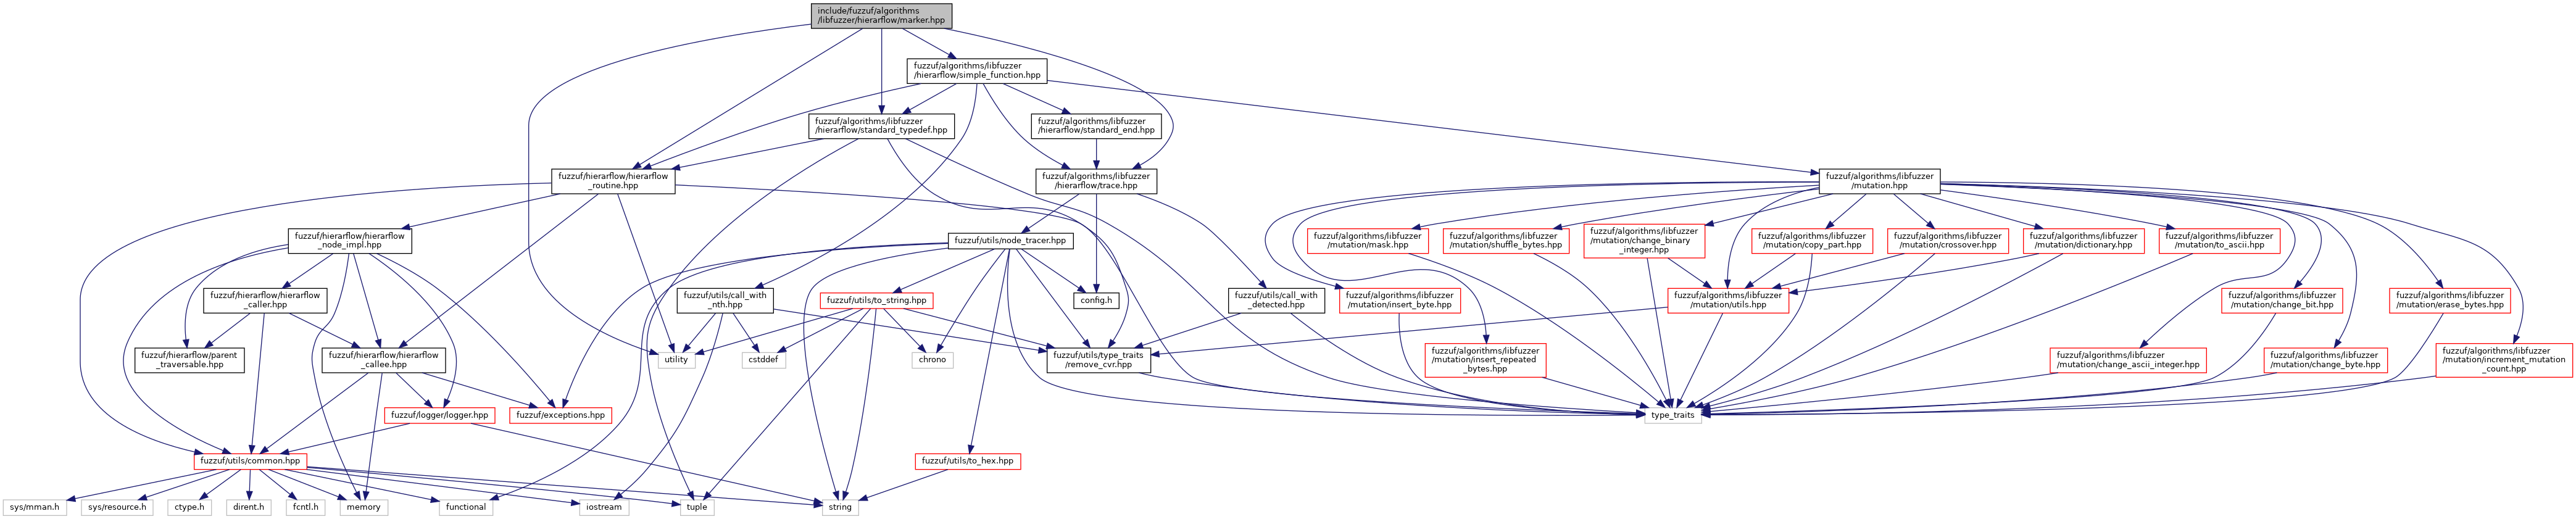 include/fuzzuf/algorithms
/libfuzzer/hierarflow/marker.hpp
fuzzuf/algorithms/libfuzzer
/hierarflow/simple_function.hpp
fuzzuf/algorithms/libfuzzer
/hierarflow/standard_typedef.hpp
fuzzuf/algorithms/libfuzzer
/hierarflow/standard_end.hpp
fuzzuf/hierarflow/hierarflow
_routine.hpp
fuzzuf/algorithms/libfuzzer
/hierarflow/trace.hpp
fuzzuf/algorithms/libfuzzer
/mutation.hpp
fuzzuf/hierarflow/hierarflow
_node_impl.hpp
fuzzuf/utils/node_tracer.hpp
fuzzuf/algorithms/libfuzzer
/mutation/mask.hpp
fuzzuf/algorithms/libfuzzer
/mutation/shuffle_bytes.hpp
fuzzuf/algorithms/libfuzzer
/mutation/change_binary
_integer.hpp
fuzzuf/algorithms/libfuzzer
/mutation/copy_part.hpp
fuzzuf/algorithms/libfuzzer
/mutation/crossover.hpp
fuzzuf/algorithms/libfuzzer
/mutation/dictionary.hpp
fuzzuf/algorithms/libfuzzer
/mutation/to_ascii.hpp
fuzzuf/hierarflow/hierarflow
_caller.hpp
fuzzuf/utils/call_with
_nth.hpp
fuzzuf/utils/to_string.hpp
config.h
fuzzuf/utils/call_with
_detected.hpp
fuzzuf/algorithms/libfuzzer
/mutation/insert_byte.hpp
fuzzuf/algorithms/libfuzzer
/mutation/utils.hpp
fuzzuf/algorithms/libfuzzer
/mutation/change_bit.hpp
fuzzuf/algorithms/libfuzzer
/mutation/erase_bytes.hpp
fuzzuf/hierarflow/parent
_traversable.hpp
fuzzuf/hierarflow/hierarflow
_callee.hpp
utility
cstddef
chrono
fuzzuf/utils/type_traits
/remove_cvr.hpp
fuzzuf/algorithms/libfuzzer
/mutation/insert_repeated
_bytes.hpp
fuzzuf/algorithms/libfuzzer
/mutation/change_ascii_integer.hpp
fuzzuf/algorithms/libfuzzer
/mutation/change_byte.hpp
fuzzuf/algorithms/libfuzzer
/mutation/increment_mutation
_count.hpp
fuzzuf/logger/logger.hpp
fuzzuf/exceptions.hpp
type_traits
fuzzuf/utils/common.hpp
fuzzuf/utils/to_hex.hpp
sys/mman.h
sys/resource.h
ctype.h
dirent.h
fcntl.h
memory
functional
iostream
tuple
string